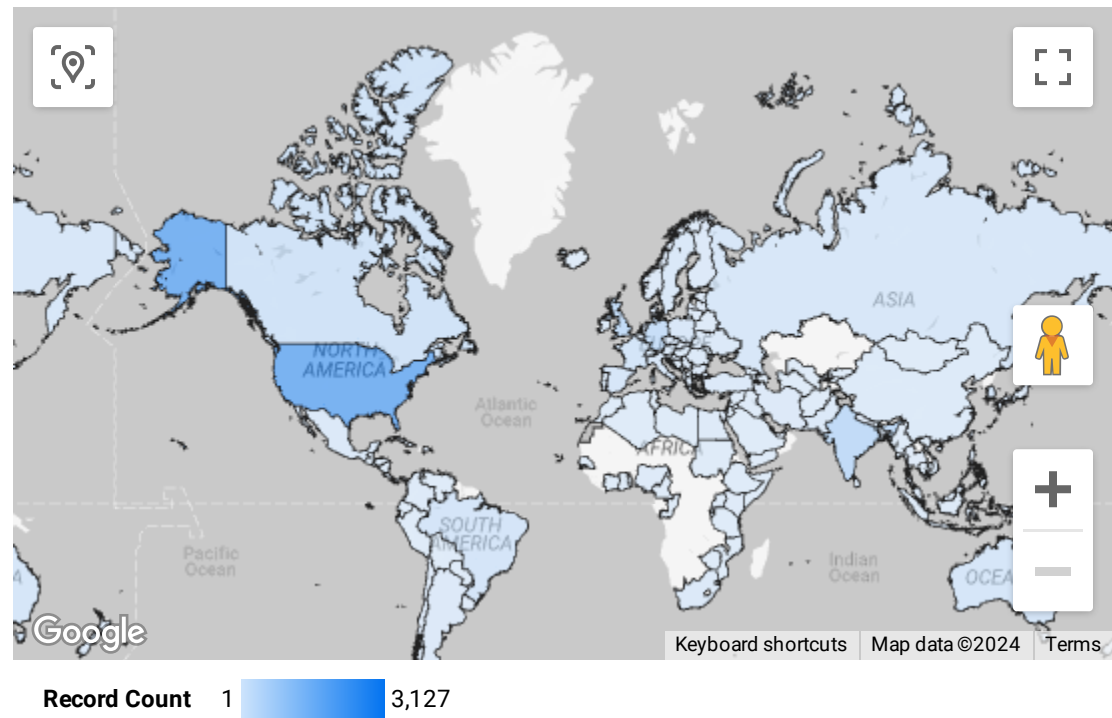 ASIA
NORTH
AMERICA
Atlantic
Ocean
AFRICA
SOUTH
AMERICA
Pacific
Ocean
Indian
Ocean
OCEA
Google
Keyboard shortcuts
Map data ©2024
Terms
Record Count 1 3,127